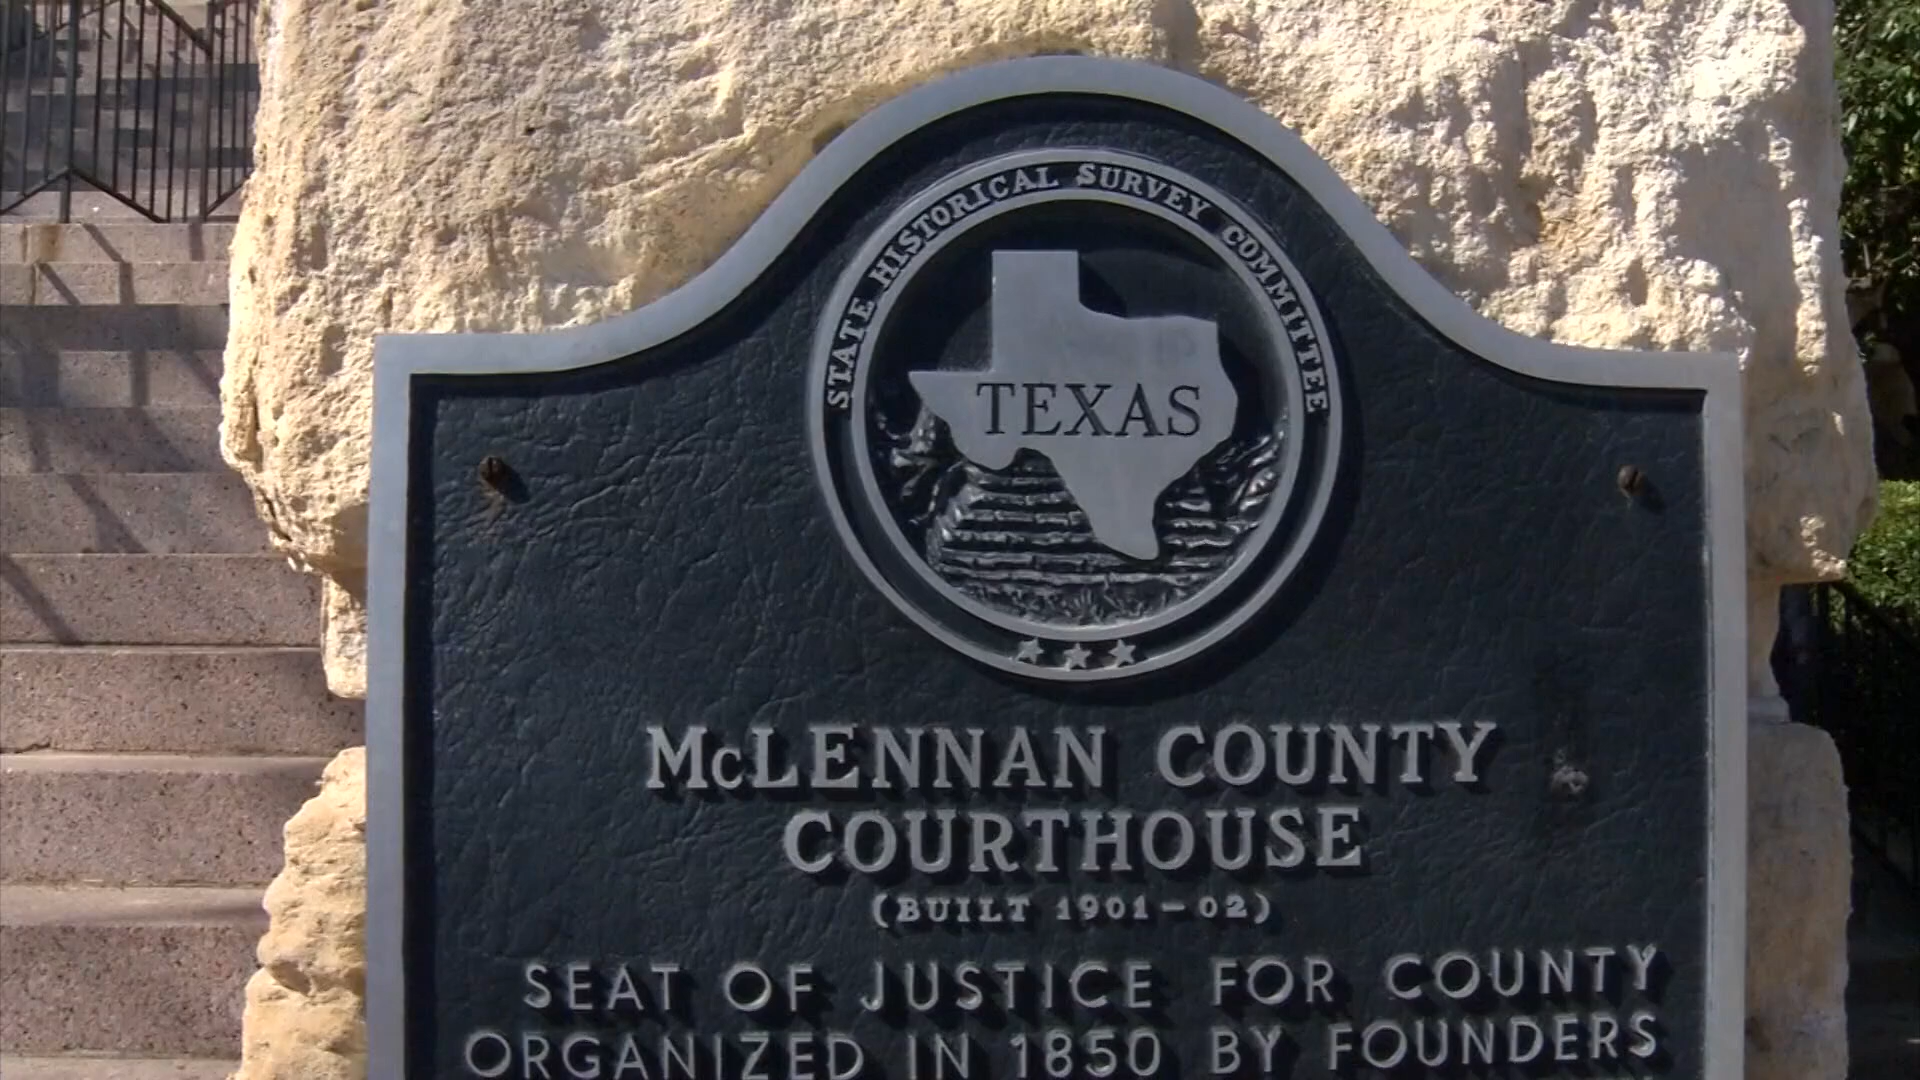 STATE HISTORICAL SURVEY COMMITTEE
TEXAS
McLENNAN COUNTY
COURTHOUSE
(BUILT 1901-02)
SEAT OF JUSTICE FOR COUNTY
ORGANIZED IN 1850 BY FOUNDERS